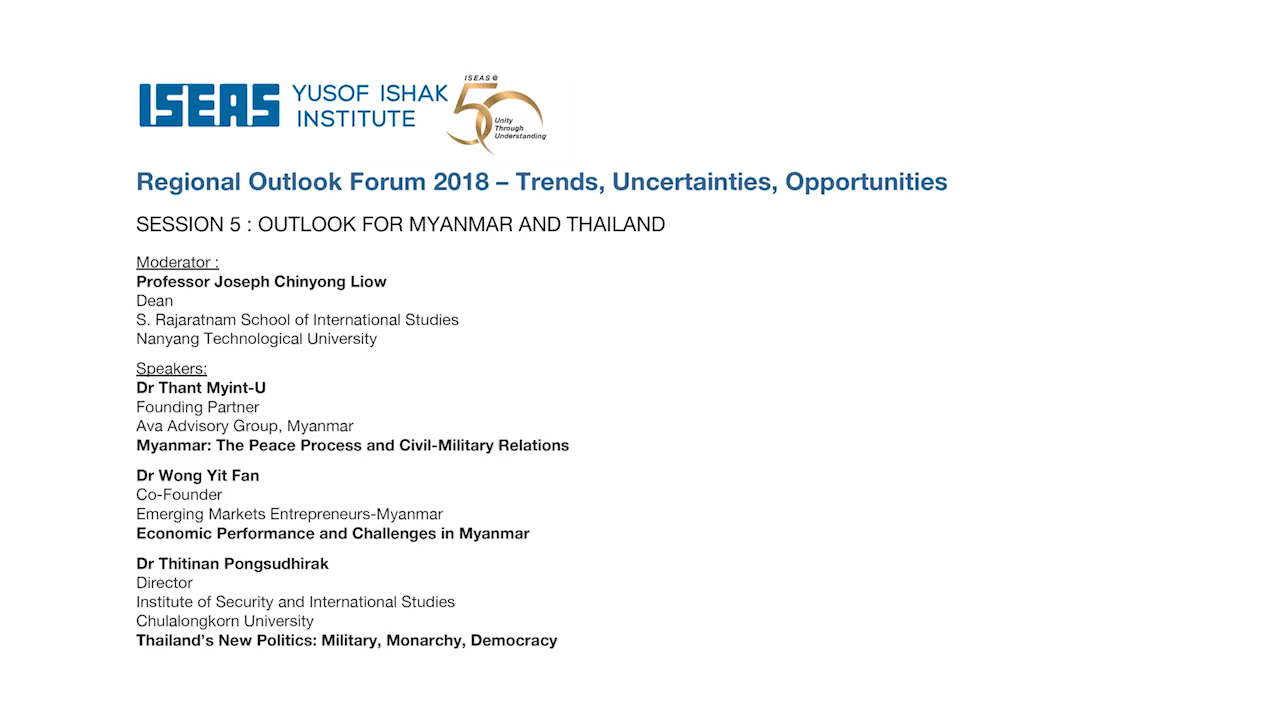 ISEAS YUSOF ISHAK INSTITUTE
ISEAS @ 50
Unity
Through
Understanding
Regional Outlook Forum 2018 – Trends, Uncertainties, Opportunities
SESSION 5 : OUTLOOK FOR MYANMAR AND THAILAND
Moderator :
Professor Joseph Chinyong Liow
Dean
S. Rajaratnam School of International Studies
Nanyang Technological University
Speakers:
Dr Thant Myint-U
Founding Partner
Ava Advisory Group, Myanmar
Myanmar: The Peace Process and Civil-Military Relations
Dr Wong Yit Fan
Co-Founder
Emerging Markets Entrepreneurs-Myanmar
Economic Performance and Challenges in Myanmar
Dr Thitinan Pongsudhirak
Director
Institute of Security and International Studies
Chulalongkorn University
Thailand’s New Politics: Military, Monarchy, Democracy